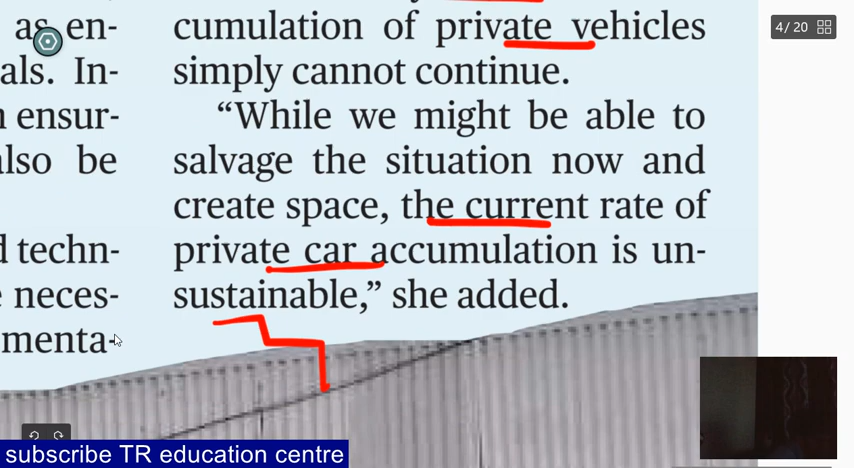 as en-
als. In-
ensur-
also be
techn-
neces-
menta-
cumulation of private vehicles
simply cannot continue.
“While we might be able to
salvage the situation now and
create space, the current rate of
private car accumulation is un-
sustainable,” she added.
4 / 20
subscribe TR education centre